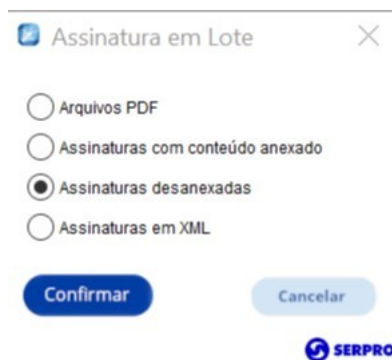 Assinatura em Lote
Arquivos PDF
Assinaturas com conteúdo anexado
Assinaturas desanexadas
Assinaturas em XML
Confirmar
Cancelar
SERPRO